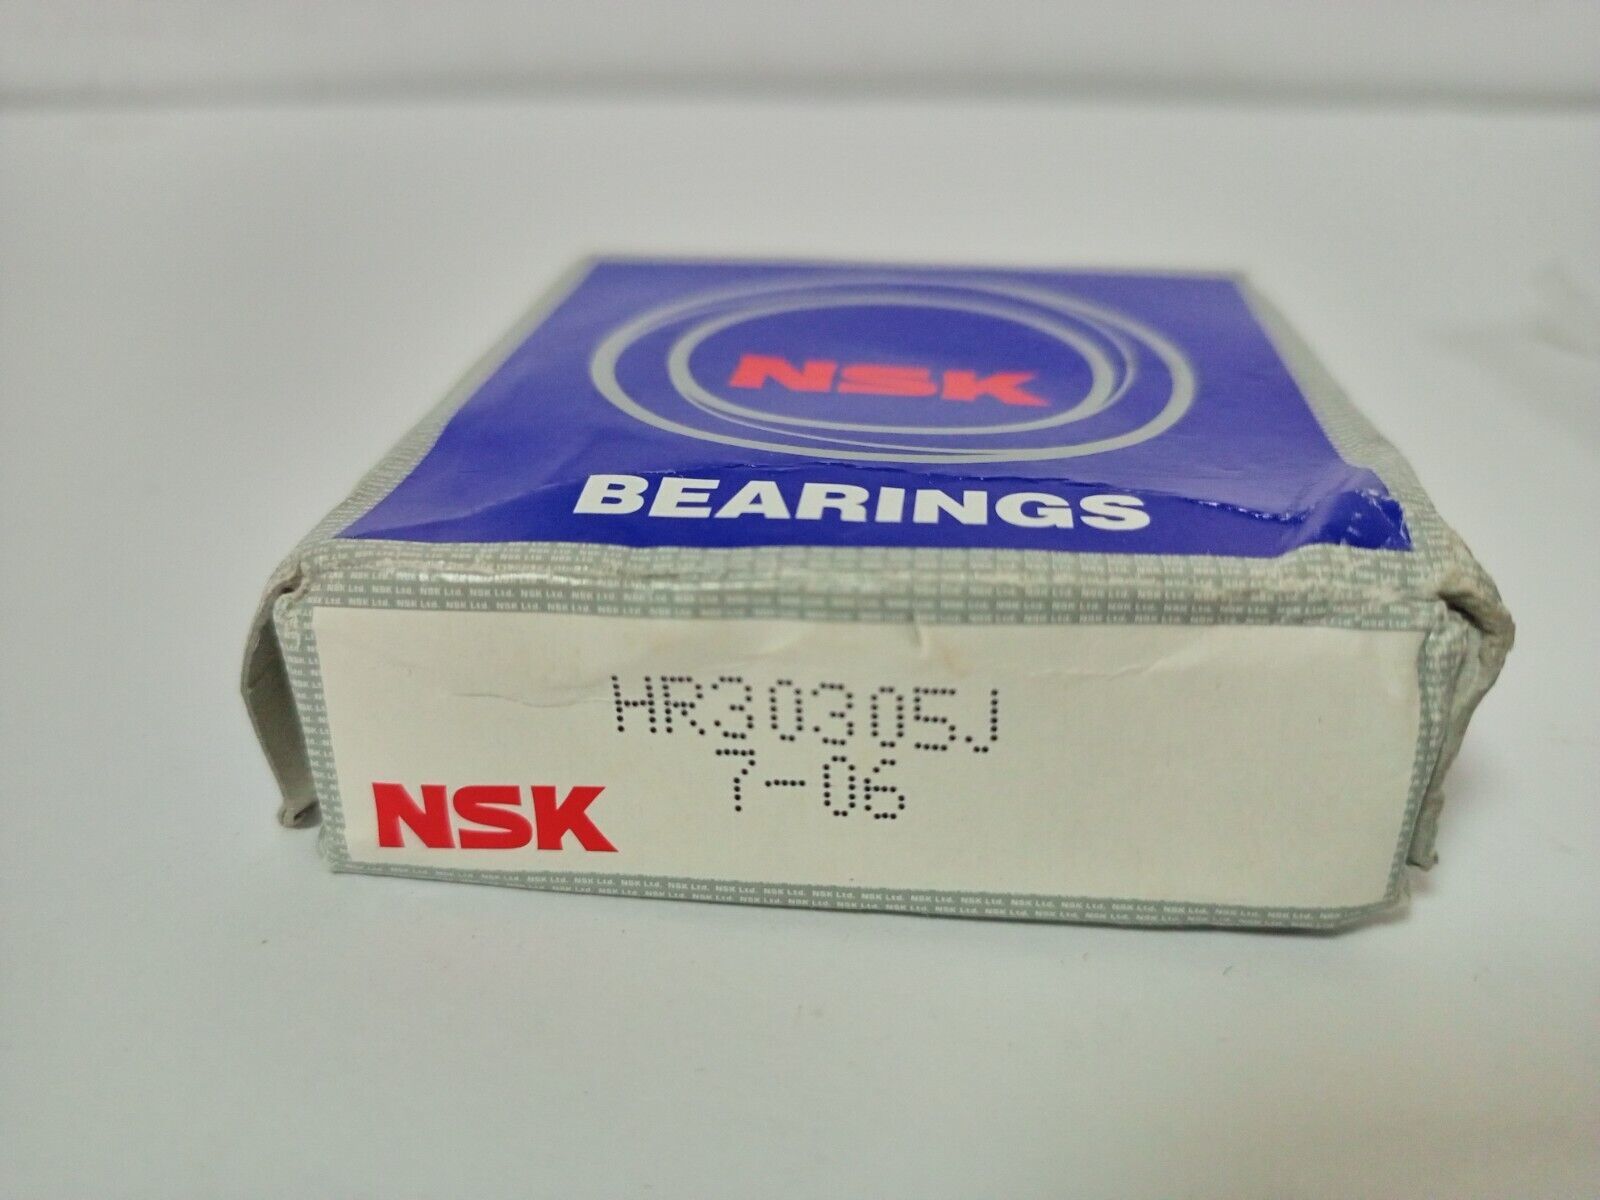 NSK
BEARINGS
HR30305J
7-06
NSK